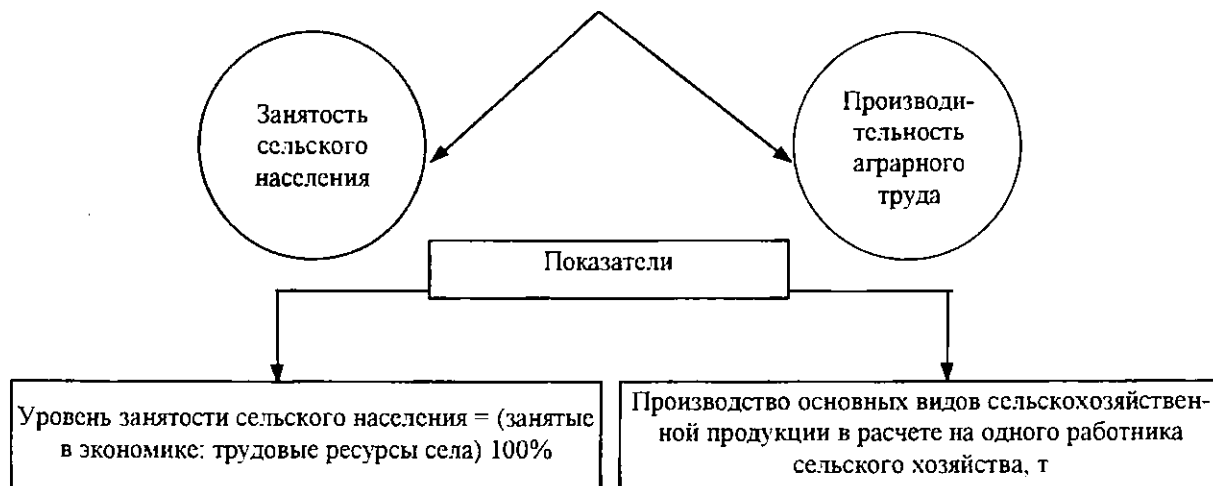 Занятость
сельского
населения
Производи-
тельность
аграрного
труда
Показатели
Уровень занятости сельского населения = (занятые
в экономике: трудовые ресурсы села) 100%
Производство основных видов сельскохозяйствен-
ной продукции в расчете на одного работника
сельского хозяйства, т